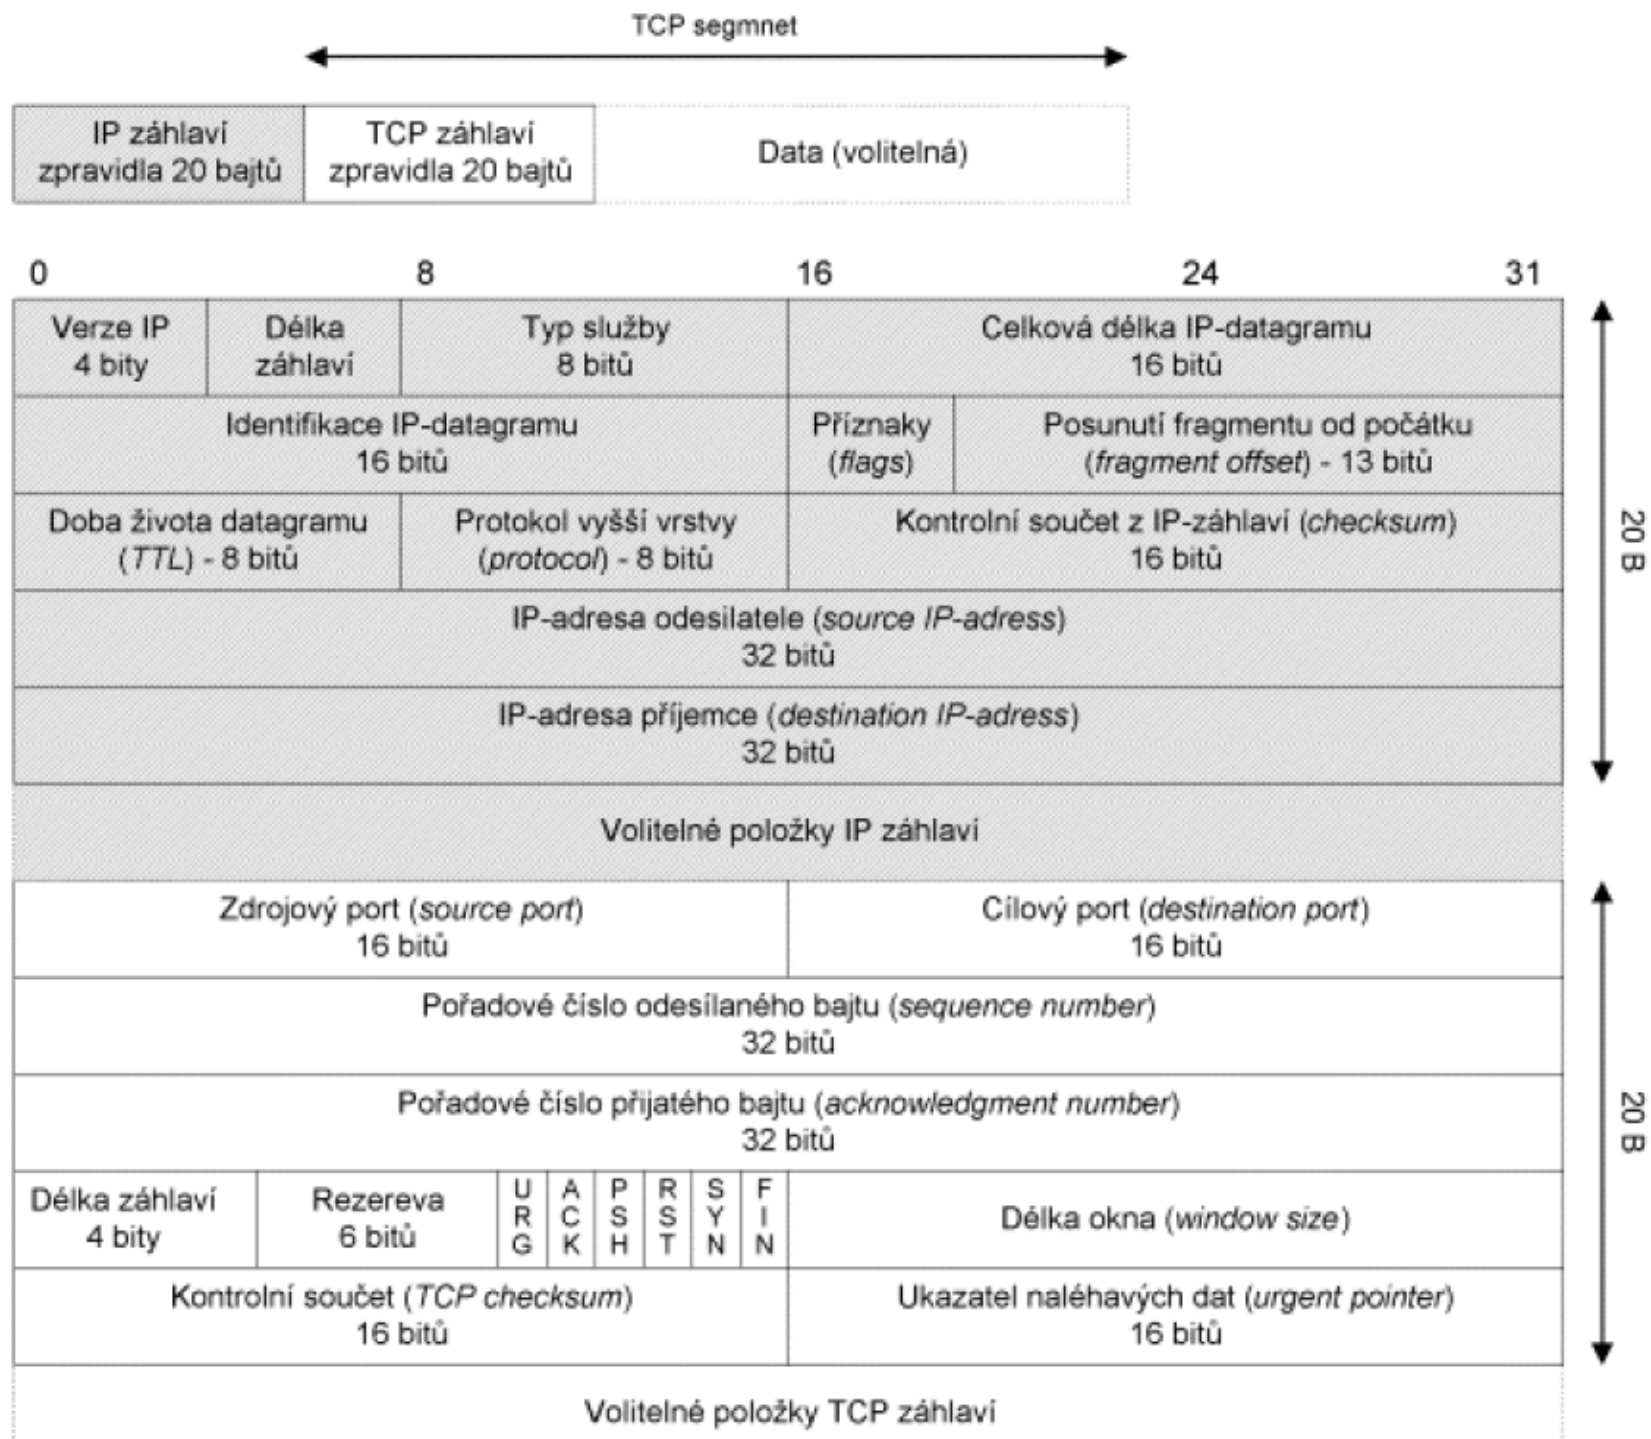 TCP segmnet
IP záhlaví
zpravidla 20 bajtů
TCP záhlaví
zpravidla 20 bajtů
Data (volitelná)
0 8 16 24 31
Verze IP
4 bity
Délka
záhlaví
Typ služby
8 bitů
Celková délka IP-datagramu
16 bitů
Identifikace IP-datagramu
16 bitů
Příznaky
(flags)
Posunutí fragmentu od počátku
(fragment offset) - 13 bitů
Doba života datagramu
(TTL) - 8 bitů
Protokol vyšší vrstvy
(protocol) - 8 bitů
Kontrolní součet z IP-záhlaví (checksum)
16 bitů
IP-adresa odesilatele (source IP-adress)
32 bitů
IP-adresa příjemce (destination IP-adress)
32 bitů
20 B
Volitelné položky IP záhlaví
Zdrojový port (source port)
16 bitů
Cílový port (destination port)
16 bitů
Pořadové číslo odesílaného bajtu (sequence number)
32 bitů
Pořadové číslo přijatého bajtu (acknowledgment number)
32 bitů
Délka záhlaví
4 bity
Rezereva
6 bitů
URG
ACK
PSH
RST
SYN
FIN
Délka okna (window size)
Kontrolní součet (TCP checksum)
16 bitů
Ukazatel naléhavých dat (urgent pointer)
16 bitů
20 B
Volitelné položky TCP záhlaví